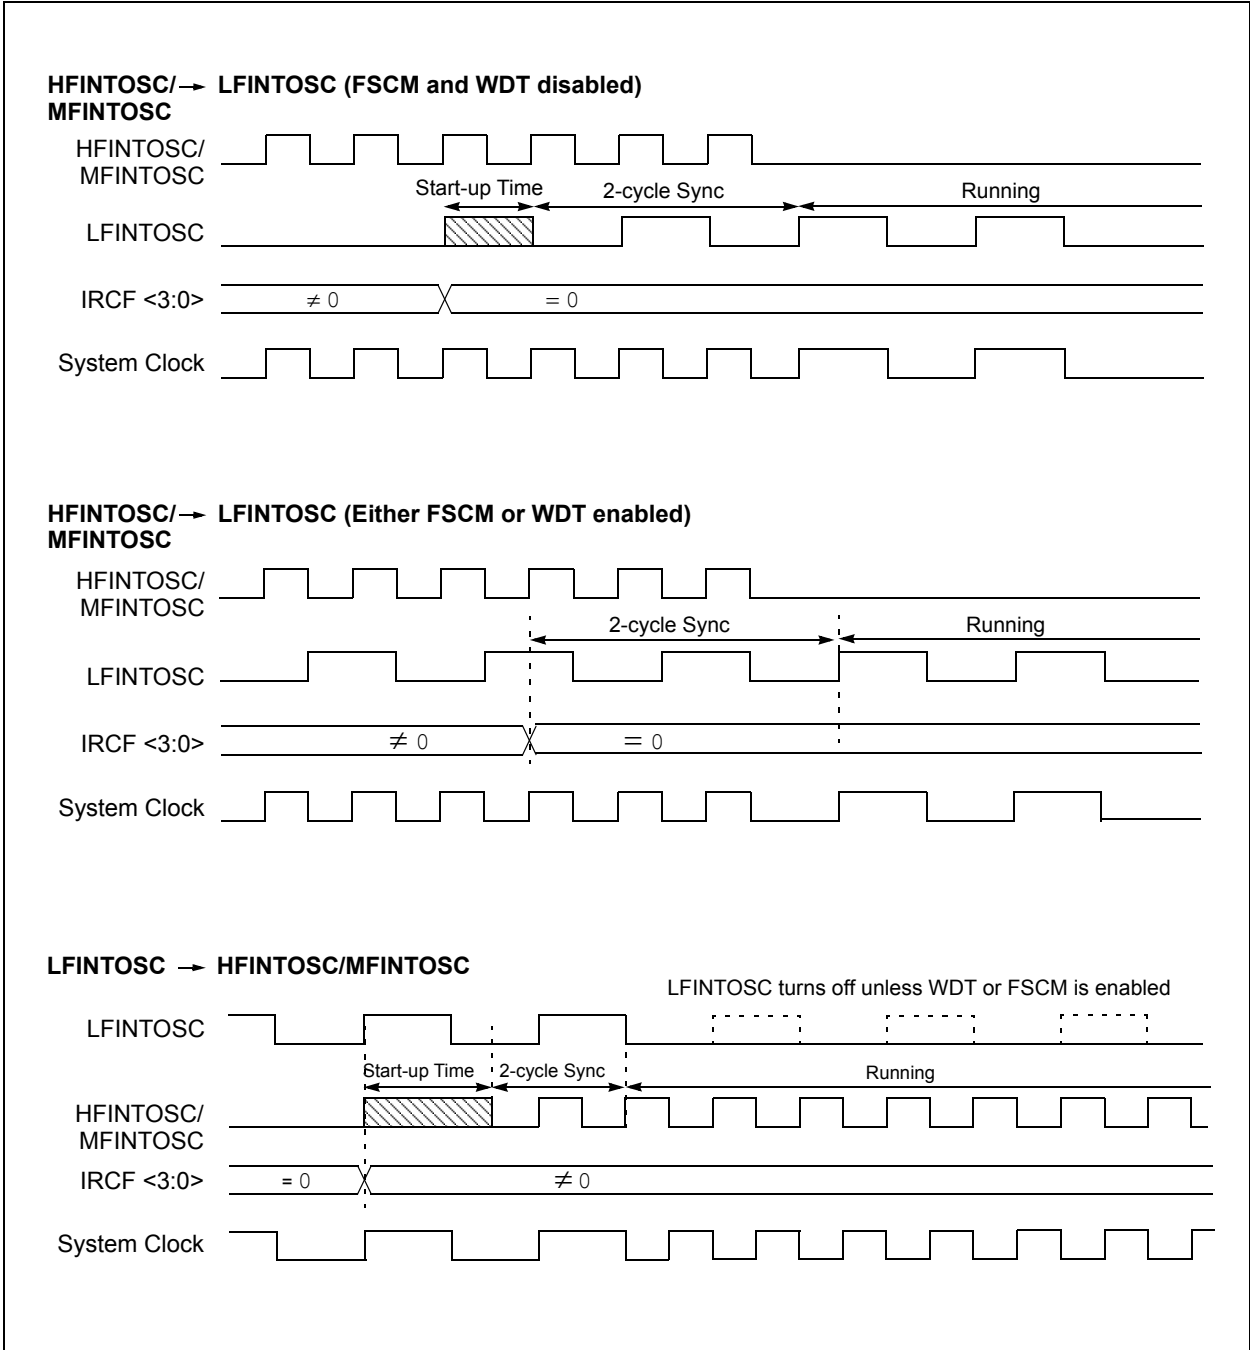 HFINTOSC/→ LFINTOSC (FSCM and WDT disabled)
MFINTOSC
HFINTOSC/
MFINTOSC
Start-up Time 2-cycle Sync Running
LFINTOSC
IRCF <3:0> ≠ 0 = 0
System Clock
HFINTOSC/→ LFINTOSC (Either FSCM or WDT enabled)
MFINTOSC
HFINTOSC/
MFINTOSC
2-cycle Sync Running
LFINTOSC
IRCF <3:0> ≠ 0 = 0
System Clock
LFINTOSC → HFINTOSC/MFINTOSC
LFINTOSC turns off unless WDT or FSCM is enabled
LFINTOSC
Start-up Time 2-cycle Sync Running
HFINTOSC/
MFINTOSC
IRCF <3:0> = 0 ≠ 0
System Clock